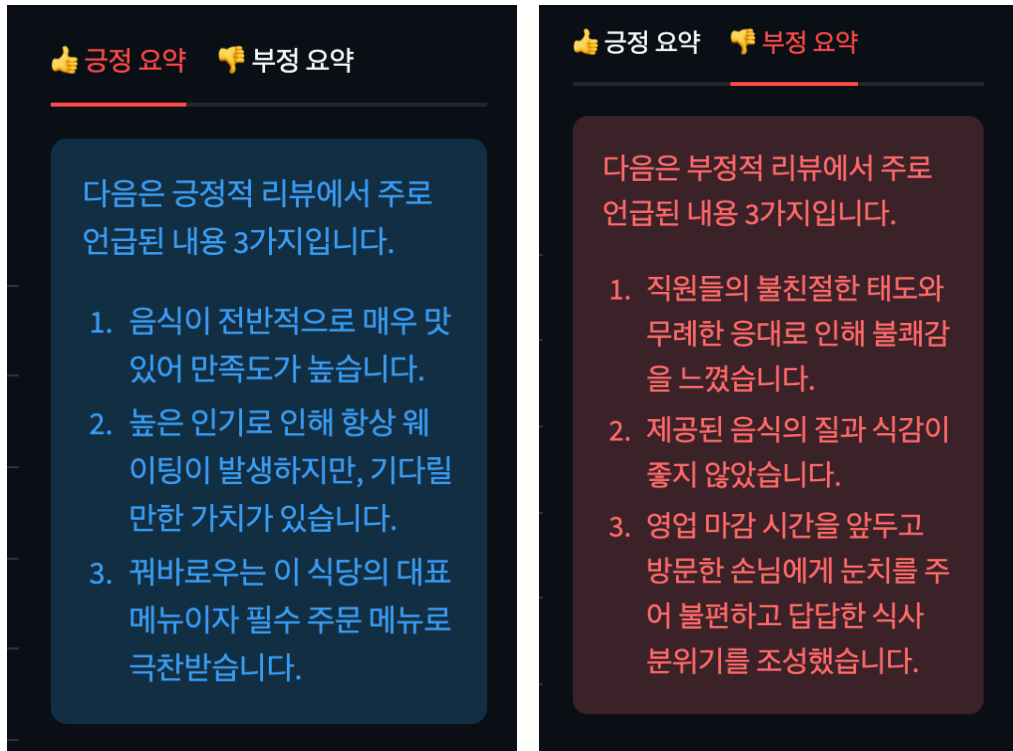 👍 긍정 요약 👎 부정 요약
다음은 긍정적 리뷰에서 주로
언급된 내용 3가지입니다.
1. 음식이 전반적으로 매우 맛
있어 만족도가 높습니다.
2. 높은 인기로 인해 항상 웨
이팅이 발생하지만, 기다릴
만한 가치가 있습니다.
3. 꿔바로우는 이 식당의 대표
메뉴이자 필수 주문 메뉴로
극찬받습니다.
👍 긍정 요약 👎 부정 요약
다음은 부정적 리뷰에서 주로
언급된 내용 3가지입니다.
1. 직원들의 불친절한 태도와
무례한 응대로 인해 불쾌감
을 느꼈습니다.
2. 제공된 음식의 질과 식감이
좋지 않았습니다.
3. 영업 마감 시간을 앞두고
방문한 손님에게 눈치를 주
어 불편하고 답답한 식사
분위기를 조성했습니다.